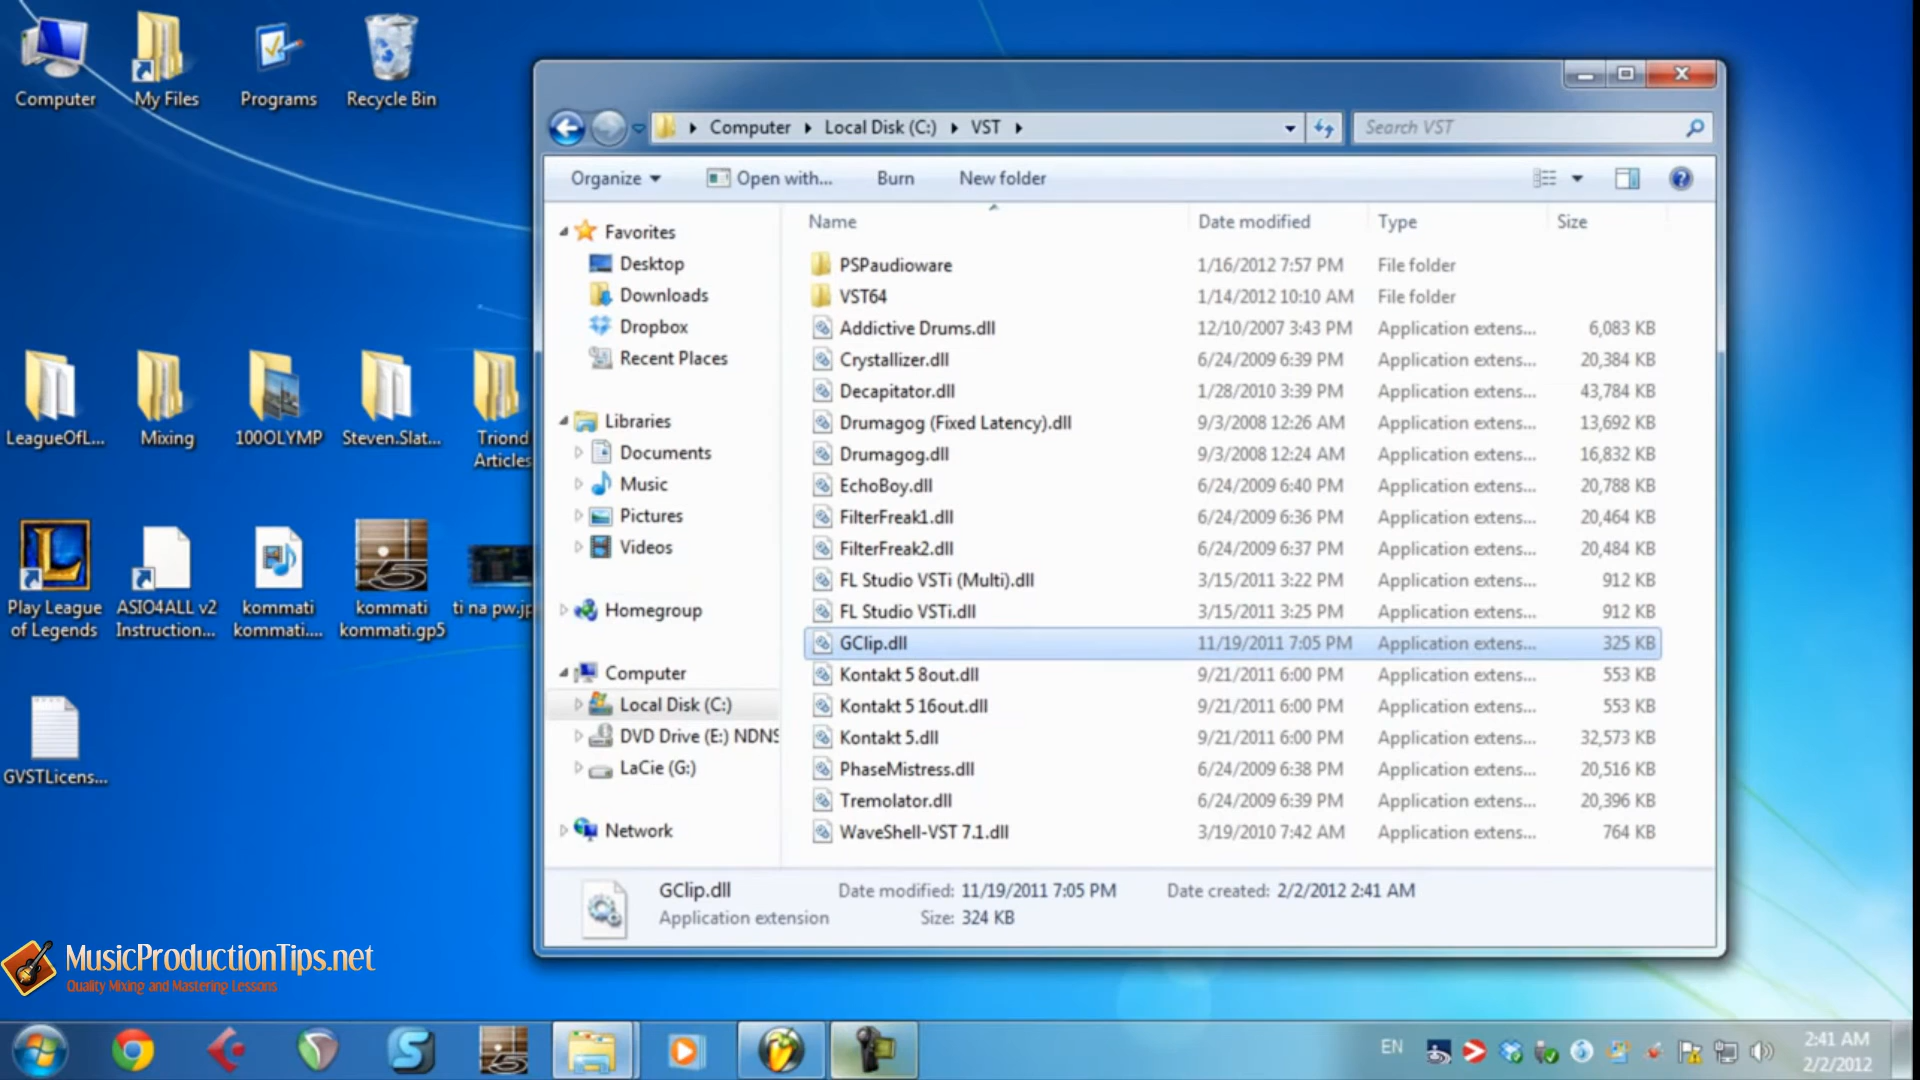 Computer
My Files
Programs
Recycle Bin
LeagueOfL...
Mixing
100OLYMP
Steven.Slat...
Triond
Articles
Play League
of Legends
ASIO4ALL v2
Instruction...
kommati
kommati....
kommati
kommati.gp5
ti na pw.jp
GVSTLicens...
MusicProductionTips.net
Quality Mixing and Mastering Lessons
Computer
Local Disk (C:)
VST
Search VST
Organize
Open with...
Burn
New folder
Favorites
Desktop
Downloads
Dropbox
Recent Places
Libraries
Documents
Music
Pictures
Videos
Homegroup
Computer
Local Disk (C:)
DVD Drive (E:) NDNS
LaCie (G:)
Network
Name Date modified Type Size
PSPaudioware 1/16/2012 7:57 PM File folder
VST64 1/14/2012 10:10 AM File folder
Addictive Drums.dll 12/10/2007 3:43 PM Application extens... 6,083 KB
Crystallizer.dll 6/24/2009 6:39 PM Application extens... 20,384 KB
Decapitator.dll 1/28/2010 3:39 PM Application extens... 43,784 KB
Drumagog (Fixed Latency).dll 9/3/2008 12:26 AM Application extens... 13,692 KB
Drumagog.dll 9/3/2008 12:24 AM Application extens... 16,832 KB
EchoBoy.dll 6/24/2009 6:40 PM Application extens... 20,788 KB
FilterFreak1.dll 6/24/2009 6:36 PM Application extens... 20,464 KB
FilterFreak2.dll 6/24/2009 6:37 PM Application extens... 20,484 KB
FL Studio VSTi (Multi).dll 3/15/2011 3:22 PM Application extens... 912 KB
FL Studio VSTi.dll 3/15/2011 3:25 PM Application extens... 912 KB
GClip.dll 11/19/2011 7:05 PM Application extens... 325 KB
Kontakt 5 8out.dll 9/21/2011 6:00 PM Application extens... 553 KB
Kontakt 5 16out.dll 9/21/2011 6:00 PM Application extens... 553 KB
Kontakt 5.dll 9/21/2011 6:00 PM Application extens... 32,573 KB
PhaseMistress.dll 6/24/2009 6:38 PM Application extens... 20,516 KB
Tremolator.dll 6/24/2009 6:39 PM Application extens... 20,396 KB
WaveShell-VST 7.1.dll 3/19/2010 7:42 AM Application extens... 764 KB
GClip.dll Date modified: 11/19/2011 7:05 PM Date created: 2/2/2012 2:41 AM
Application extension Size: 324 KB
EN
2:41 AM
2/2/2012